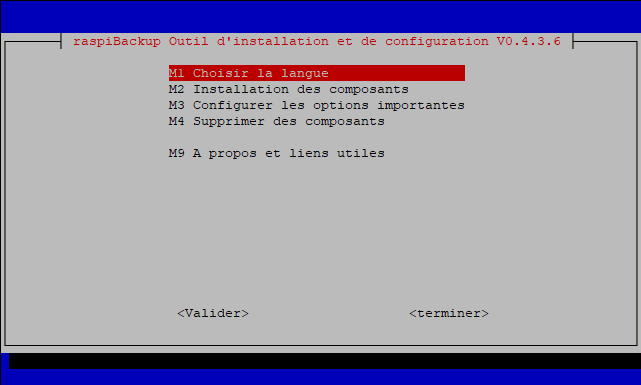 raspiBackup Outil d'installation et de configuration V0.4.3.6
M1 Choisir la langue
M2 Installation des composants
M3 Configurer les options importantes
M4 Supprimer des composants
M9 A propos et liens utiles
<Valider> <terminer>